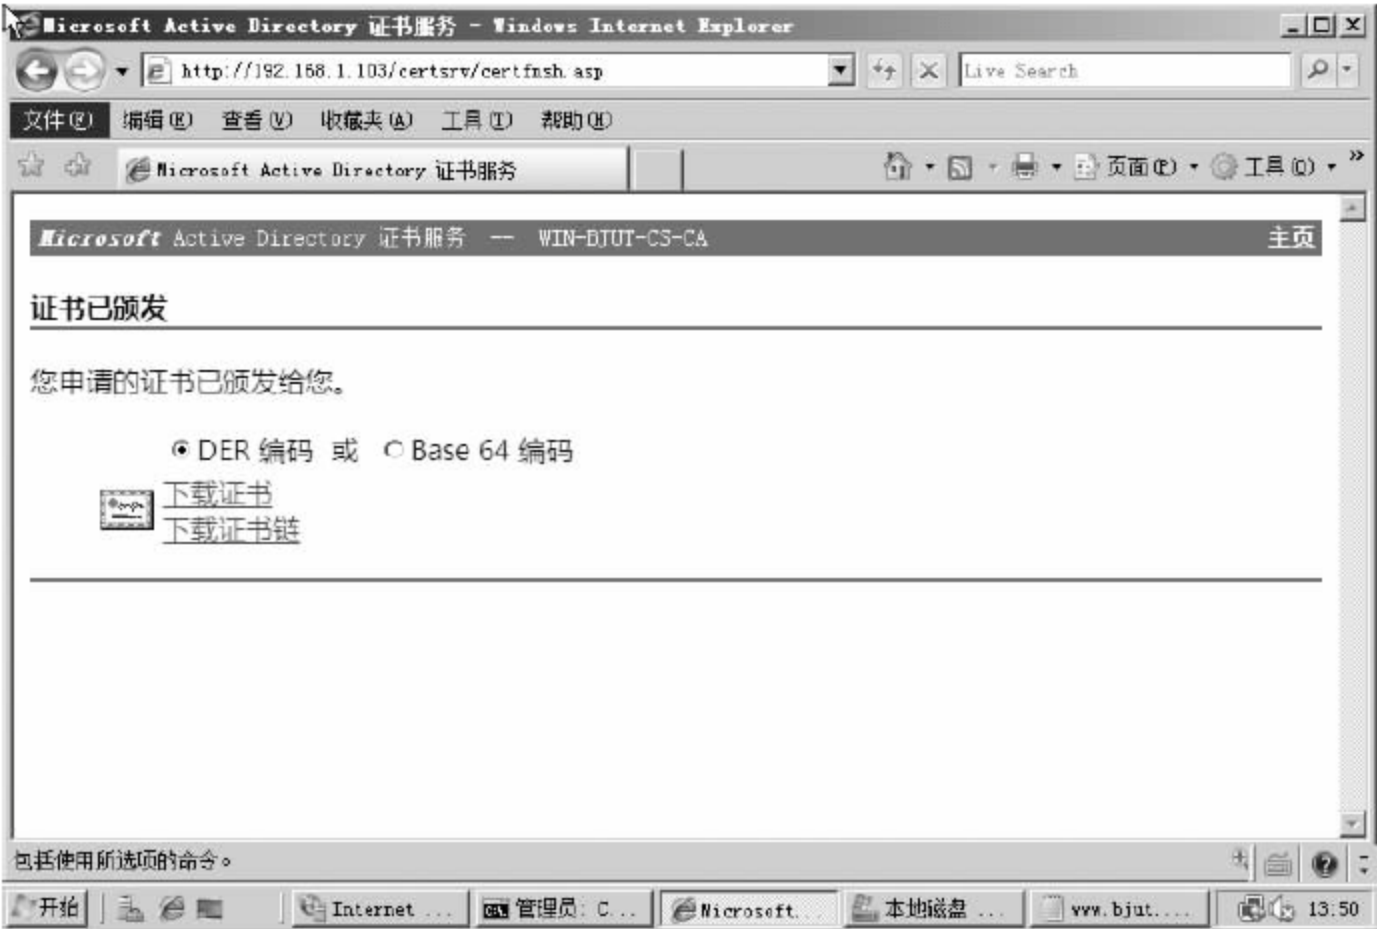 Microsoft Active Directory 证书服务 - Windows Internet Explorer
http://192.168.1.103/certsrv/certfnsh.asp
Live Search
文件(F) 编辑(E) 查看(V) 收藏夹(A) 工具(T) 帮助(H)
Microsoft Active Directory 证书服务
页面(P) 工具(O) »
Microsoft Active Directory 证书服务 -- WIN-BJUT-CS-CA 主页
证书已颁发
您申请的证书已颁发给您。
DER 编码 或 Base 64 编码
下载证书
下载证书链
包括使用所选项的命令。
开始 Internet ... 管理员: C... Microsoft... 本地磁盘 ... www.bjut.... 13:50